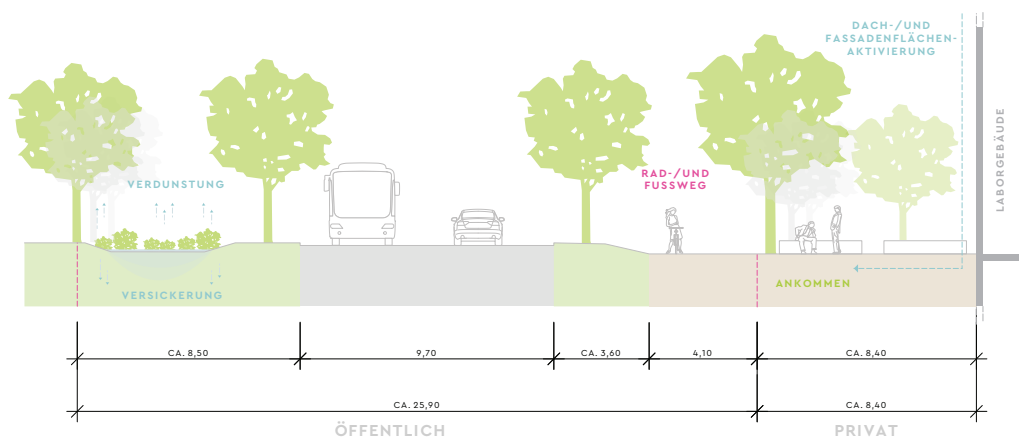 DACH-/UND
FASSADENFLÄCHEN-
AKTIVIERUNG
LABORGEBÄUDE
VERDUNSTUNG
RAD-/UND
FUSSWEG
VERSICKERUNG
ANKOMMEN
CA. 8,50
9,70
CA. 3,60
4,10
CA. 8,40
CA. 25,90
CA. 8,40
ÖFFENTLICH
PRIVAT